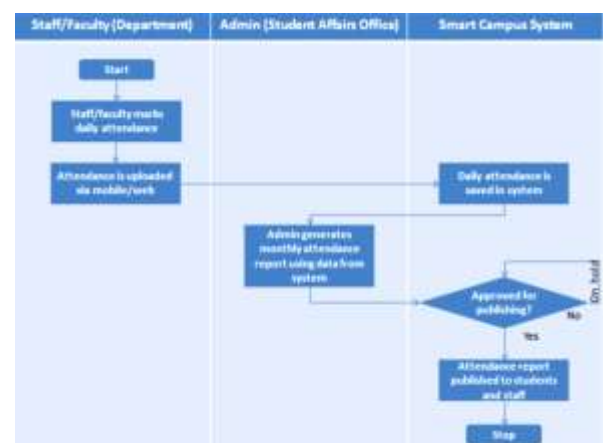 Staff/Faculty (Department)
Admin (Student Affairs Office)
Smart Campus System
Start
Staff/faculty marks
daily attendance
Attendance is uploaded
via mobile/web
Daily attendance is
saved in system
Admin generates
monthly attendance
report using data from
system
On hold
Approved for
publishing?
No
Yes
Attendance report
published to students
and staff
Stop